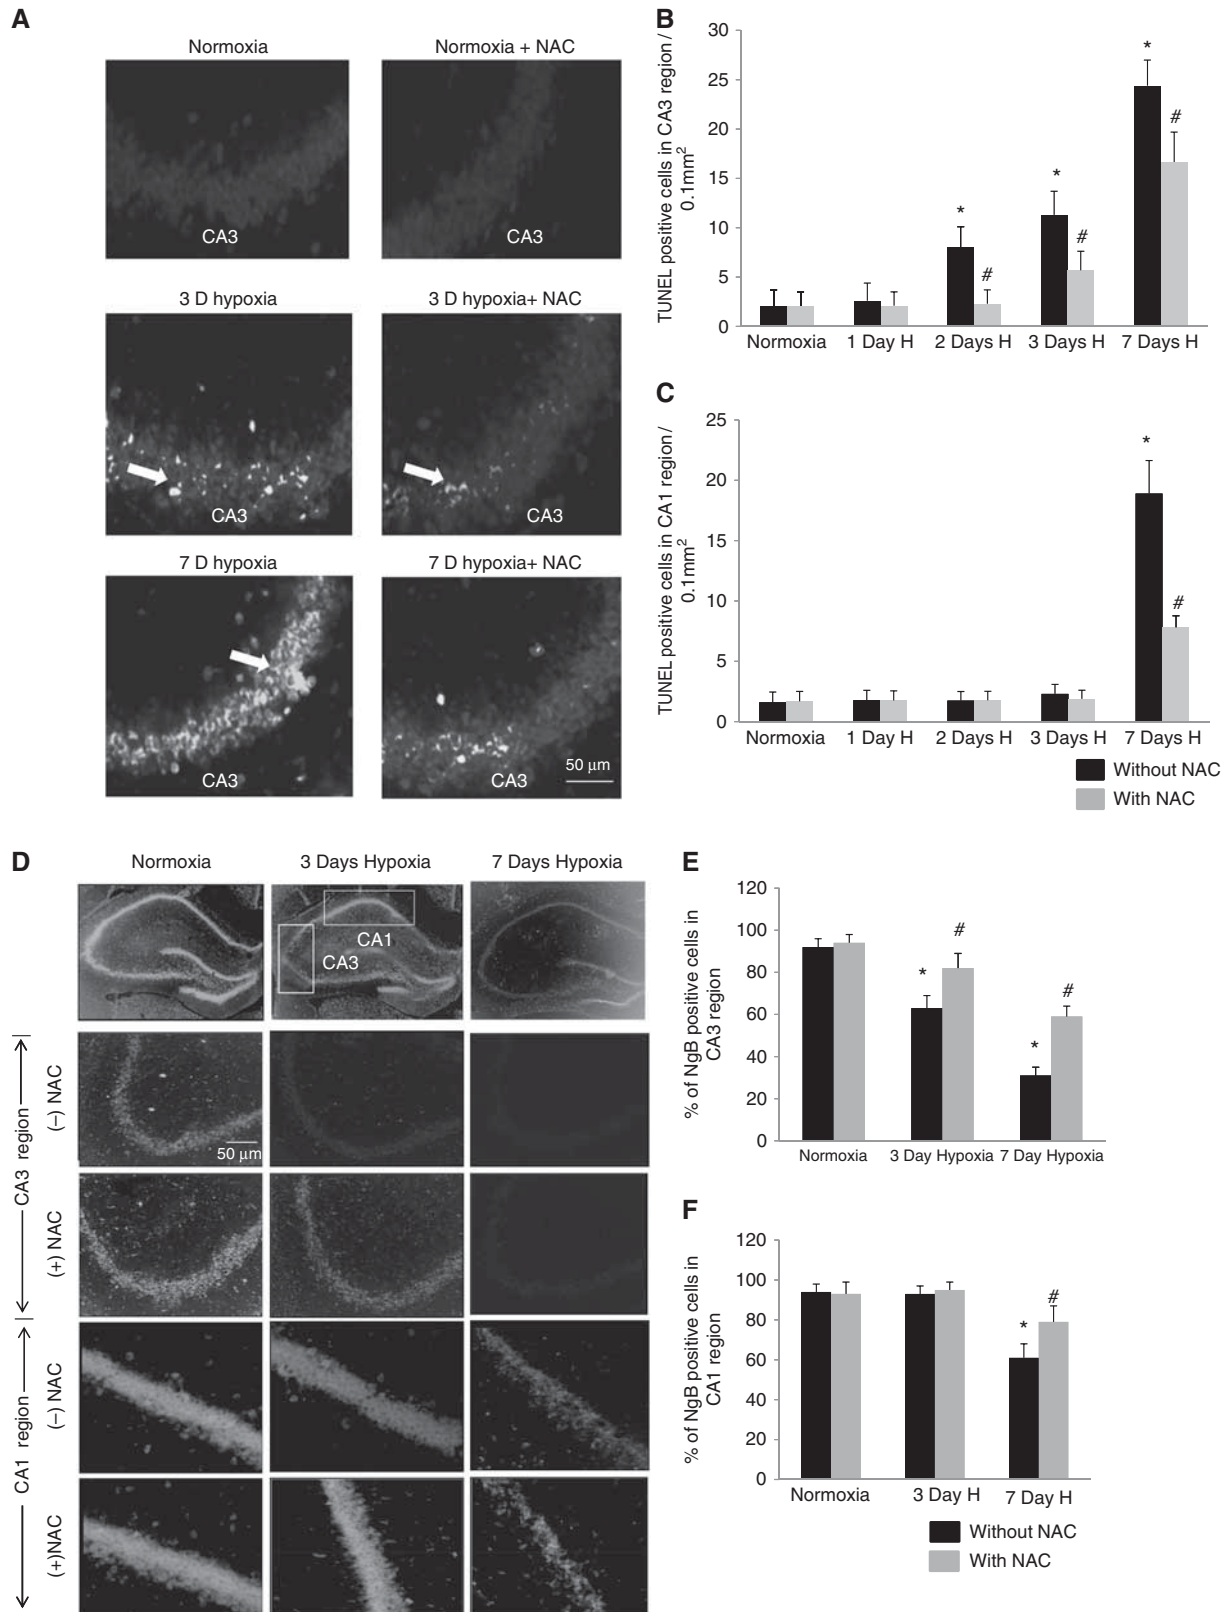 A
Normoxia
Normoxia + NAC
CA3
CA3
3 D hypoxia
3 D hypoxia+ NAC
CA3
CA3
7 D hypoxia
7 D hypoxia+ NAC
CA3
CA3
50 μm
B
TUNEL positive cells in CA3 region /
0.1mm²
30
25
20
15
10
5
0
*
#
*
#
*
#
Normoxia
1 Day H
2 Days H
3 Days H
7 Days H
C
TUNEL positive cells in CA1 region /
0.1mm²
25
20
15
10
5
0
*
#
Normoxia
1 Day H
2 Days H
3 Days H
7 Days H
Without NAC
With NAC
D
Normoxia
3 Days Hypoxia
7 Days Hypoxia
CA1
CA3
CA3 region
(–) NAC
50 μm
(+) NAC
CA1 region
(–) NAC
(+)NAC
E
% of NgB positive cells in
CA3 region
120
100
80
60
40
20
0
*
#
*
#
Normoxia
3 Day Hypoxia
7 Day Hypoxia
F
% of NgB positive cells in
CA1 region
120
100
80
60
40
20
0
*
#
Normoxia
3 Day H
7 Day H
Without NAC
With NAC